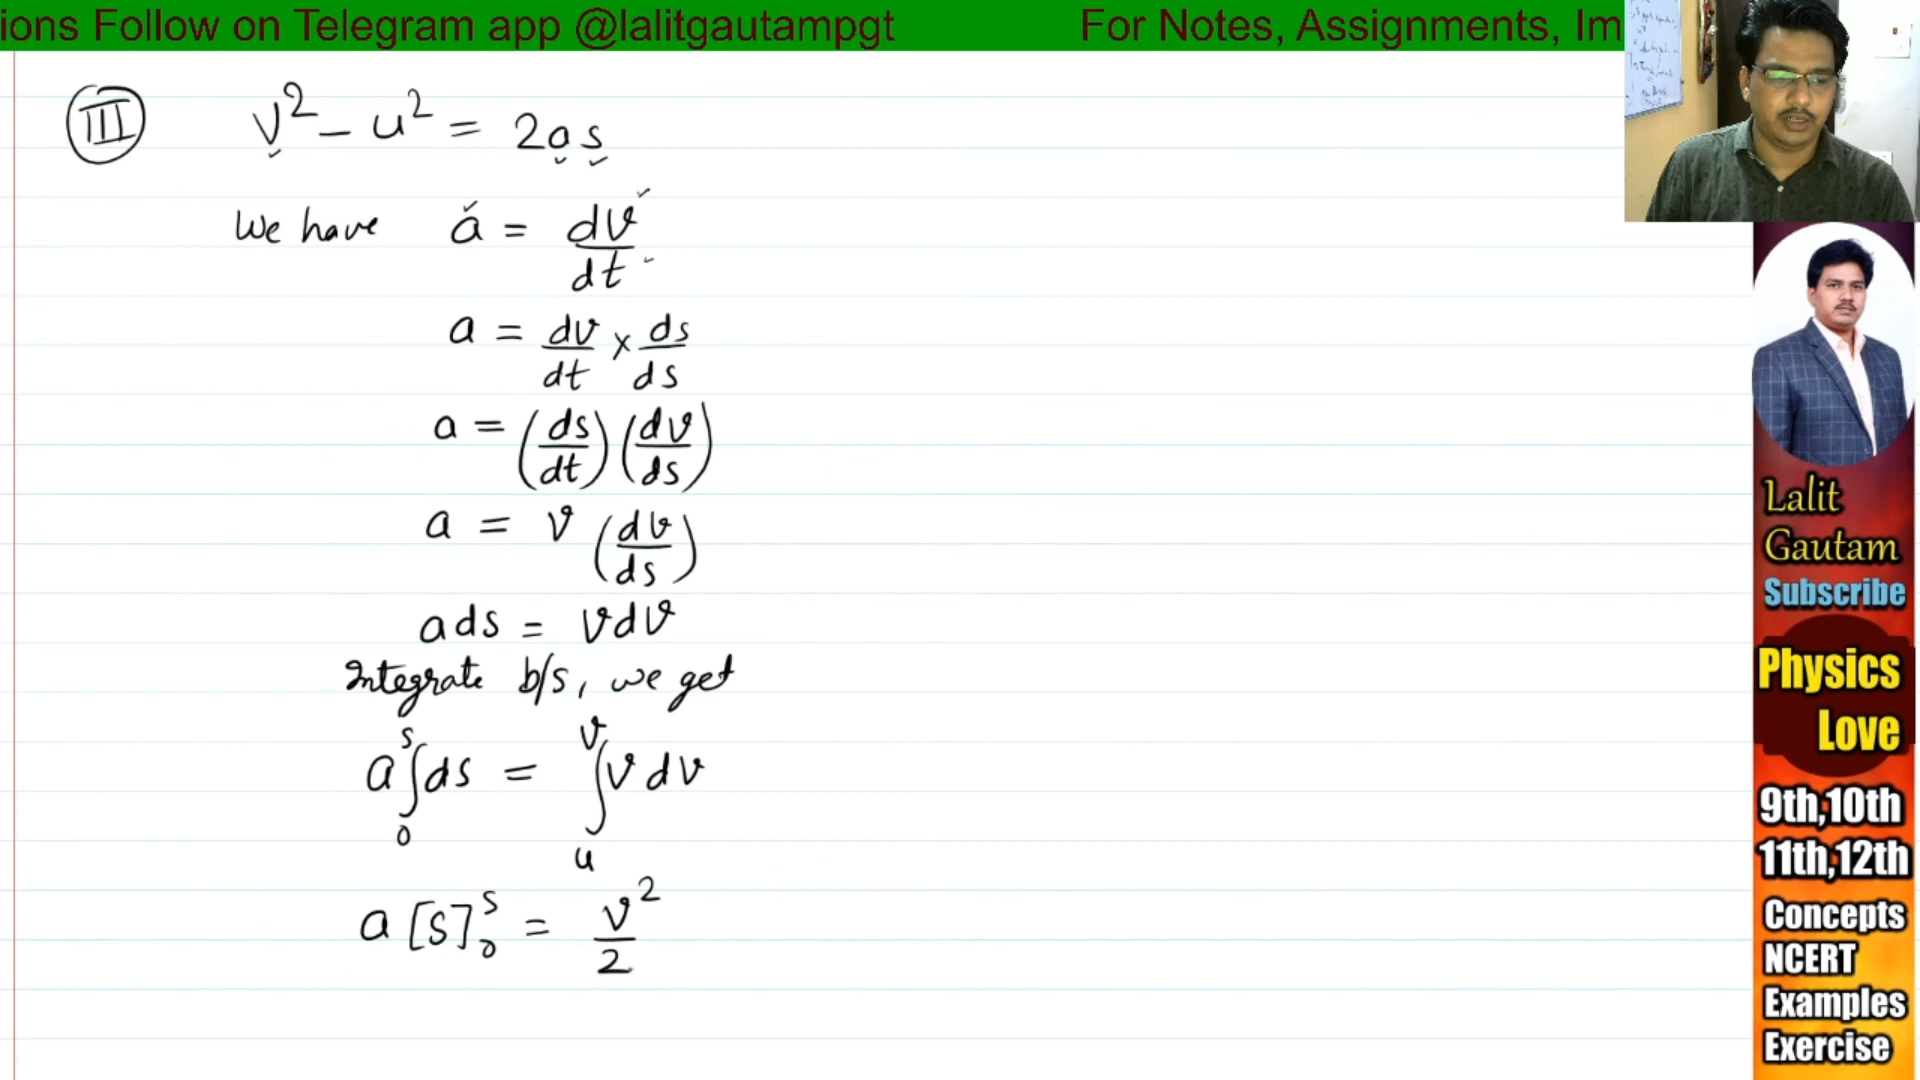 ions Follow on Telegram app @lalitgautampgt For Notes, Assignments, Im
III v² - u² = 2as
We have a = dv/dt
a = dv/dt × ds/ds
a = (ds/dt) (dv/ds)
a = v (dv/ds)
a ds = v dv
Integrate b/s, we get
a ∫₀ˢ ds = ∫ᵤᵛ v dv
a [s]₀ˢ = v²/2
Lalit
Gautam
Subscribe
Physics
Love
9th,10th
11th,12th
Concepts
NCERT
Examples
Exercise